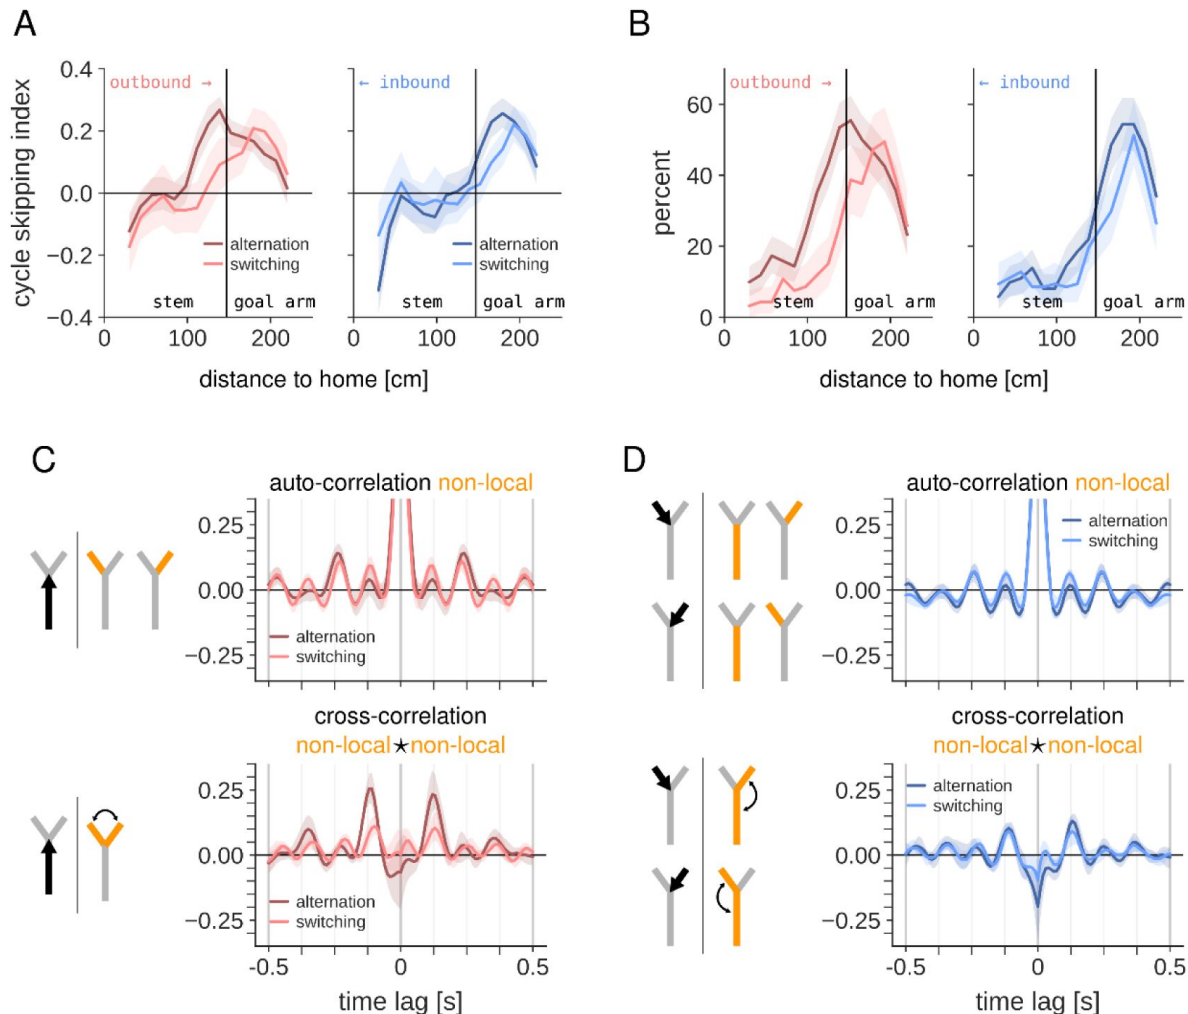 A
cycle skipping index
0.4
0.2
0.0
−0.2
−0.4
outbound →
alternation
switching
stem
goal arm
0
100
200
← inbound
alternation
switching
stem
goal arm
0
100
200
distance to home [cm]
B
percent
60
40
20
0
outbound →
stem
goal arm
0
100
200
← inbound
stem
goal arm
0
100
200
distance to home [cm]
C
auto-correlation non-local
0.25
0.00
−0.25
alternation
switching
cross-correlation
non-local★non-local
0.25
0.00
−0.25
alternation
switching
-0.5
0
0.5
time lag [s]
D
auto-correlation non-local
0.25
0.00
−0.25
alternation
switching
cross-correlation
non-local★non-local
0.25
0.00
−0.25
alternation
switching
-0.5
0
0.5
time lag [s]